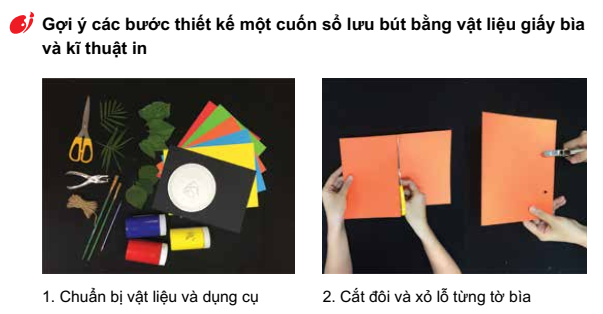 Gợi ý các bước thiết kế một cuốn sổ lưu bút bằng vật liệu giấy bìa
và kĩ thuật in
1. Chuẩn bị vật liệu và dụng cụ
2. Cắt đôi và xỏ lỗ từng tờ bìa